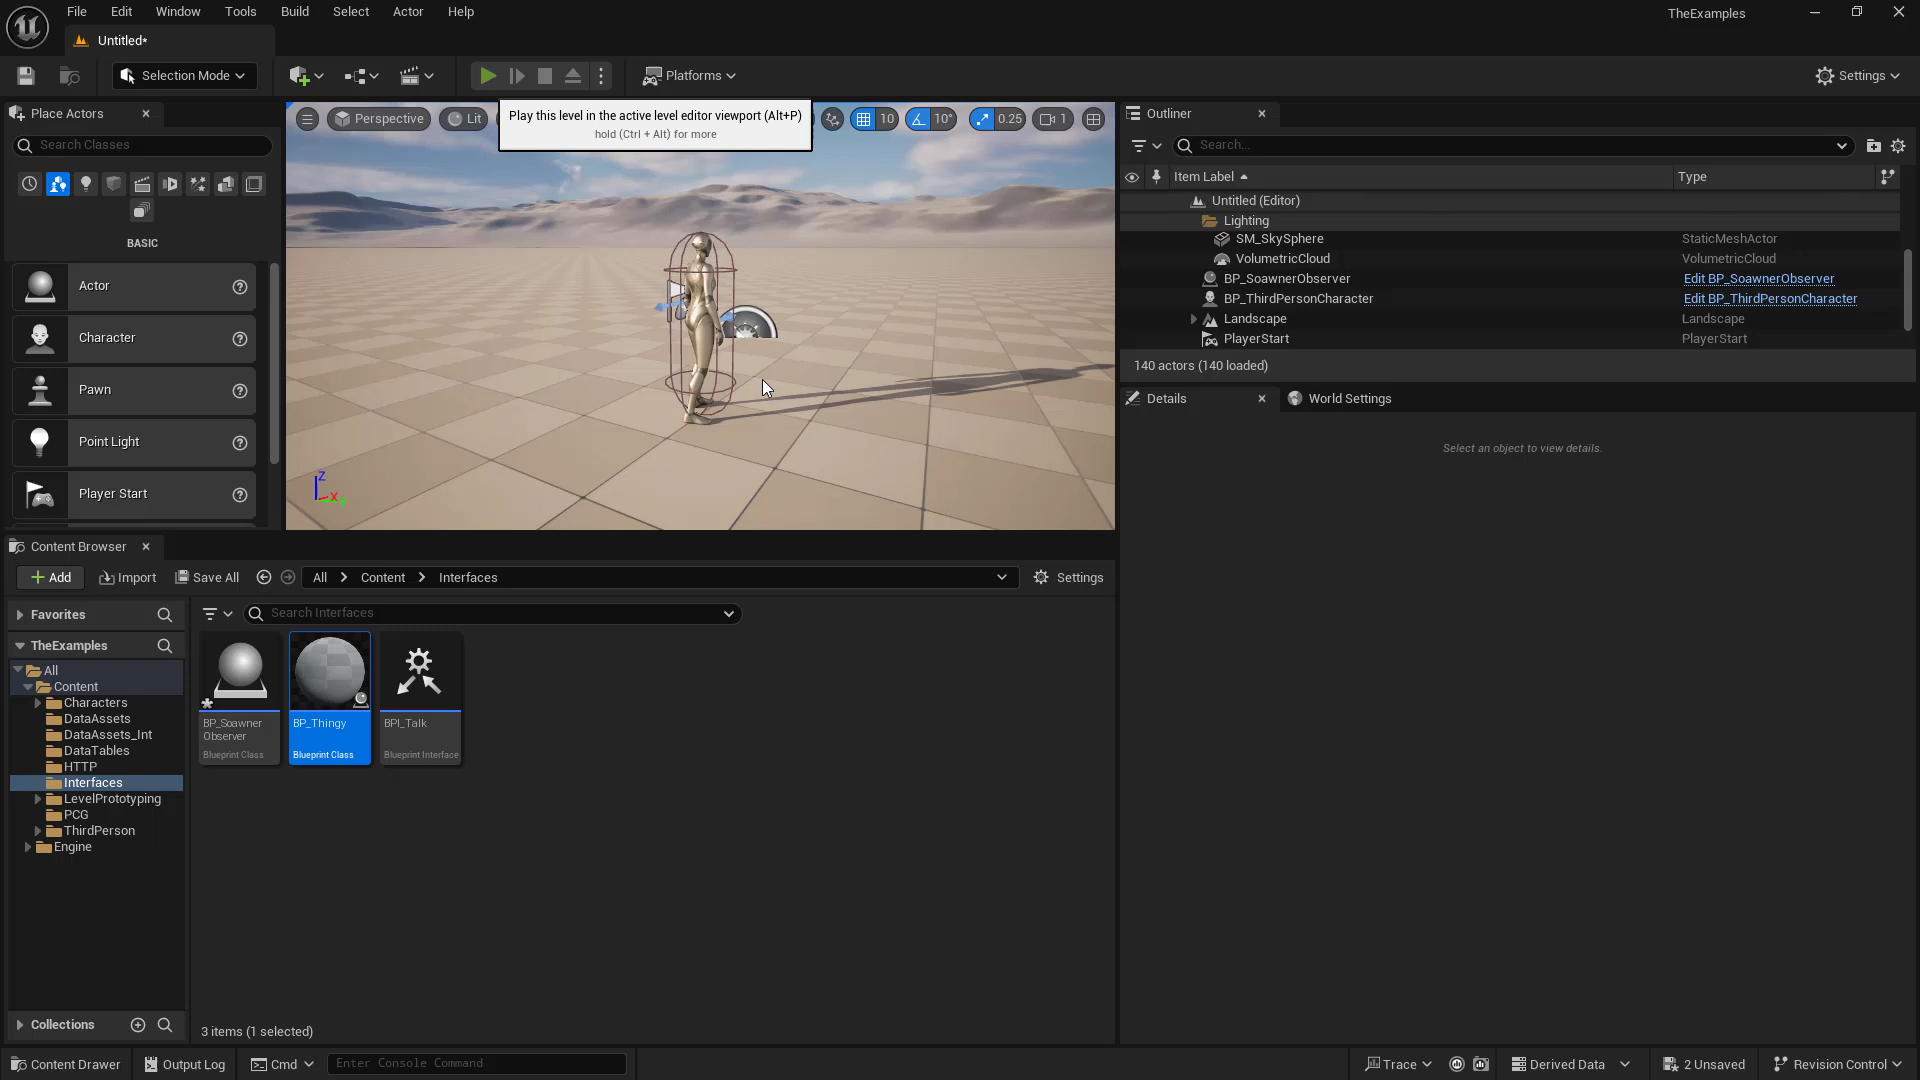 File Edit Window Tools Build Select Actor Help
TheExamples
Untitled*
Selection Mode
Platforms
Settings
Place Actors
Search Classes
BASIC
Actor
Character
Pawn
Point Light
Player Start
Perspective
Lit
Play this level in the active level editor viewport (Alt+P)
hold (Ctrl + Alt) for more
10
10°
0.25
1
Z
X
Y
Outliner
Search...
Item Label
Type
Untitled (Editor)
Lighting
SM_SkySphere StaticMeshActor
VolumetricCloud VolumetricCloud
BP_SoawnerObserver Edit BP_SoawnerObserver
BP_ThirdPersonCharacter Edit BP_ThirdPersonCharacter
Landscape Landscape
PlayerStart PlayerStart
140 actors (140 loaded)
Details
World Settings
Select an object to view details.
Content Browser
Add
Import
Save All
All
Content
Interfaces
Settings
Favorites
TheExamples
All
Content
Characters
DataAssets
DataAssets_Int
DataTables
HTTP
Interfaces
LevelPrototyping
PCG
ThirdPerson
Engine
Collections
Search Interfaces
BP_Soawner
Observer
Blueprint Class
BP_Thingy
Blueprint Class
BPI_Talk
Blueprint Interface
3 items (1 selected)
Content Drawer
Output Log
Cmd
Enter Console Command
Trace
Derived Data
2 Unsaved
Revision Control